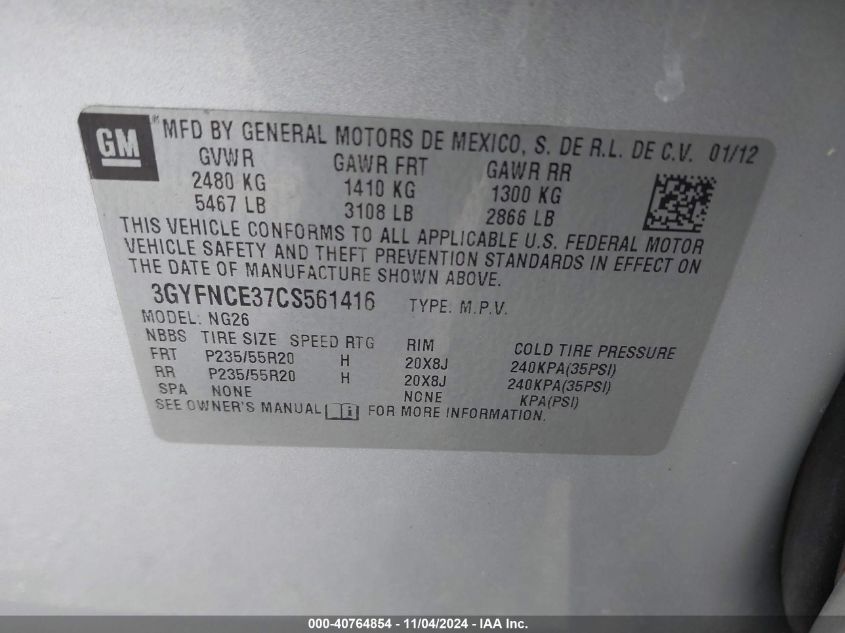 GM ® MFD BY GENERAL MOTORS DE MEXICO, S. DE R.L. DE C.V. 01/12
GVWR GAWR FRT GAWR RR
2480 KG 1410 KG 1300 KG
5467 LB 3108 LB 2866 LB
THIS VEHICLE CONFORMS TO ALL APPLICABLE U.S. FEDERAL MOTOR
VEHICLE SAFETY AND THEFT PREVENTION STANDARDS IN EFFECT ON
THE DATE OF MANUFACTURE SHOWN ABOVE.
3GYFNCE37CS561416 TYPE: M.P.V.
MODEL: NG26
NBBS TIRE SIZE SPEED RTG RIM COLD TIRE PRESSURE
FRT P235/55R20 H 20X8J 240KPA(35PSI)
RR P235/55R20 H 20X8J 240KPA(35PSI)
SPA NONE NONE KPA(PSI)
SEE OWNER'S MANUAL FOR MORE INFORMATION.
000-40764854 - 11/04/2024 - IAA Inc.